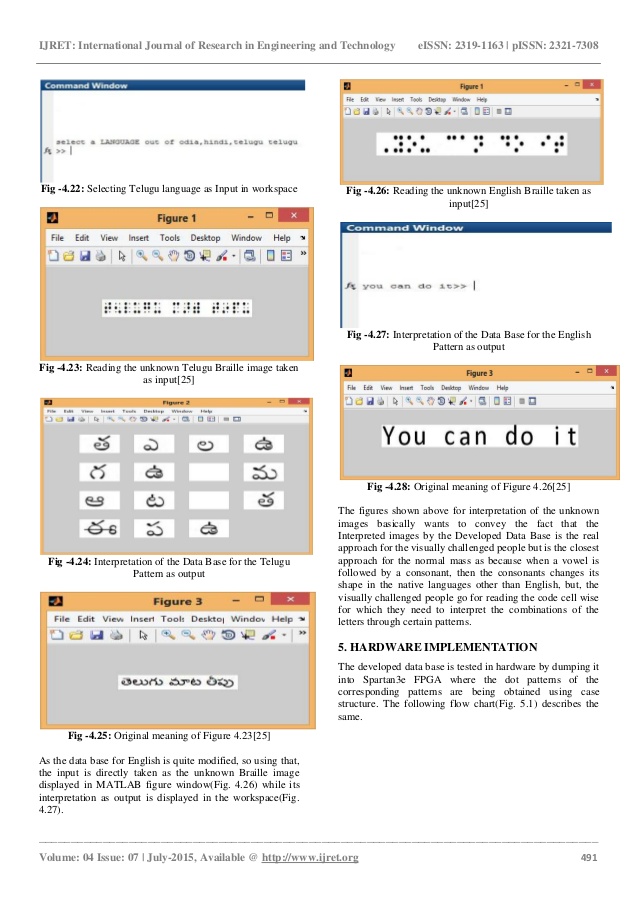 IJRET: International Journal of Research in Engineering and Technology eISSN: 2319-1163 | pISSN: 2321-7308
Command Window
select a LANGUAGE out of odia,hindi,telugu telugu
fx >>
Fig -4.22: Selecting Telugu language as Input in workspace
Figure 1
File Edit View Insert Tools Desktop Window Help
Fig -4.23: Reading the unknown Telugu Braille image taken
as input[25]
Figure 2
File Edit View Insert Tools Desktop Window Help
త ఎ ల ఉ
గ ఉ మ
ఆ ట త
ఈ ప ఉ
Fig -4.24: Interpretation of the Data Base for the Telugu
Pattern as output
Figure 3
File Edit View Insert Tools Desktop Window Help
తెలుగు మాట తీపు
Fig -4.25: Original meaning of Figure 4.23[25]
As the data base for English is quite modified, so using that,
the input is directly taken as the unknown Braille image
displayed in MATLAB figure window(Fig. 4.26) while its
interpretation as output is displayed in the workspace(Fig.
4.27).
Figure 1
File Edit View Insert Tools Desktop Window Help
Fig -4.26: Reading the unknown English Braille taken as
input[25]
Command Window
fx you can do it>>
Fig -4.27: Interpretation of the Data Base for the English
Pattern as output
Figure 3
File Edit View Insert Tools Desktop Window Help
You can do it
Fig -4.28: Original meaning of Figure 4.26[25]
The figures shown above for interpretation of the unknown
images basically wants to convey the fact that the
Interpreted images by the Developed Data Base is the real
approach for the visually challenged people but is the closest
approach for the normal mass as because when a vowel is
followed by a consonant, then the consonants changes its
shape in the native languages other than English, but, the
visually challenged people go for reading the code cell wise
for which they need to interpret the combinations of the
letters through certain patterns.
5. HARDWARE IMPLEMENTATION
The developed data base is tested in hardware by dumping it
into Spartan3e FPGA where the dot patterns of the
corresponding patterns are being obtained using case
structure. The following flow chart(Fig. 5.1) describes the
same.
Volume: 04 Issue: 07 | July-2015, Available @ http://www.ijret.org 491